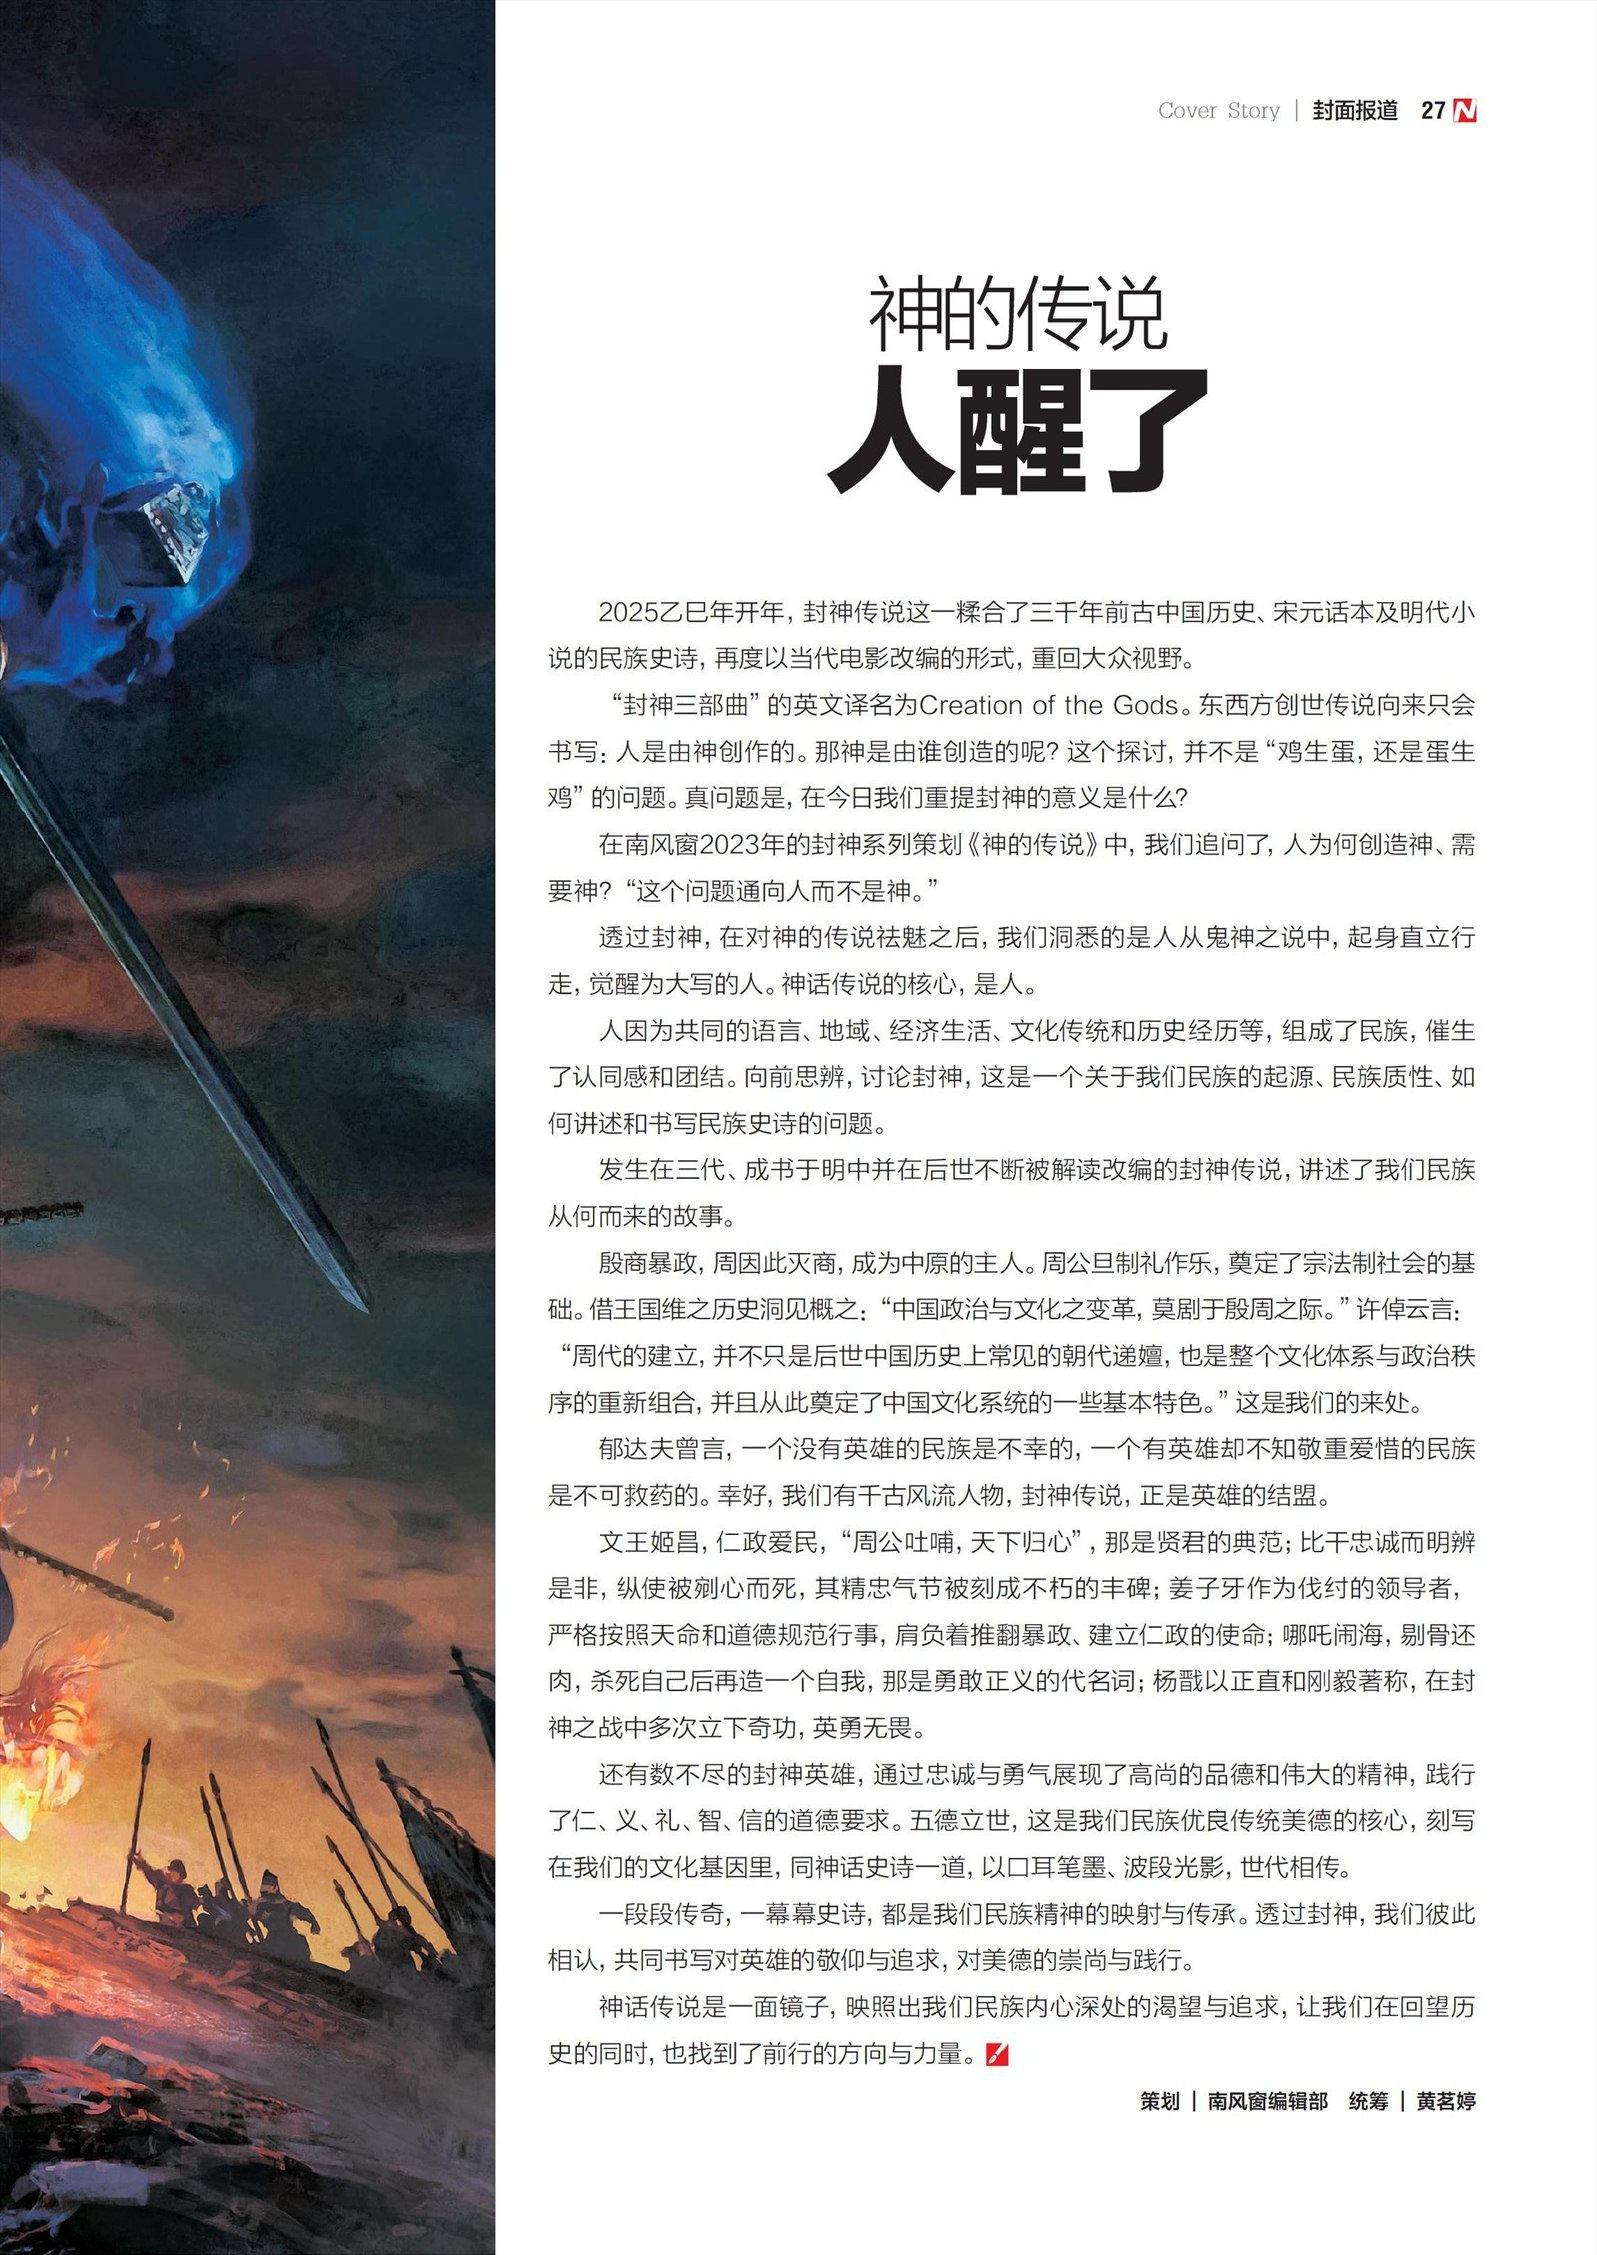 Cover Story | 封面报道 27
神的传说
人醒了
2025乙巳年开年，封神传说这一糅合了三千年前古中国历史、宋元话本及明代小
说的民族史诗，再度以当代电影改编的形式，重回大众视野。
“封神三部曲”的英文译名为Creation of the Gods。东西方创世传说向来只会
书写：人是由神创作的。那神是由谁创造的呢？这个探讨，并不是“鸡生蛋，还是蛋生
鸡”的问题。真问题是，在今日我们重提封神的意义是什么？
在南风窗2023年的封神系列策划《神的传说》中，我们追问了，人为何创造神、需
要神？“这个问题通向人而不是神。”
透过封神，在对神的传说祛魅之后，我们洞悉的是人从鬼神之说中，起身直立行
走，觉醒为大写的人。神话传说的核心，是人。
人因为共同的语言、地域、经济生活、文化传统和历史经历等，组成了民族，催生
了认同感和团结。向前思辨，讨论封神，这是一个关于我们民族的起源、民族质性、如
何讲述和书写民族史诗的问题。
发生在三代、成书于明中并在后世不断被解读改编的封神传说，讲述了我们民族
从何而来的故事。
殷商暴政，周因此灭商，成为中原的主人。周公旦制礼作乐，奠定了宗法制社会的基
础。借王国维之历史洞见概之：“中国政治与文化之变革，莫剧于殷周之际。”许倬云言：
“周代的建立，并不只是后世中国历史上常见的朝代递嬗，也是整个文化体系与政治秩
序的重新组合，并且从此奠定了中国文化系统的一些基本特色。”这是我们的来处。
郁达夫曾言，一个没有英雄的民族是不幸的，一个有英雄却不知敬重爱惜的民族
是不可救药的。幸好，我们有千古风流人物，封神传说，正是英雄的结盟。
文王姬昌，仁政爱民，“周公吐哺，天下归心”，那是贤君的典范；比干忠诚而明辨
是非，纵使被剜心而死，其精忠气节被刻成不朽的丰碑；姜子牙作为伐纣的领导者，
严格按照天命和道德规范行事，肩负着推翻暴政、建立仁政的使命；哪吒闹海，剔骨还
肉，杀死自己后再造一个自我，那是勇敢正义的代名词；杨戬以正直和刚毅著称，在封
神之战中多次立下奇功，英勇无畏。
还有数不尽的封神英雄，通过忠诚与勇气展现了高尚的品德和伟大的精神，践行
了仁、义、礼、智、信的道德要求。五德立世，这是我们民族优良传统美德的核心，刻写
在我们的文化基因里，同神话史诗一道，以口耳笔墨、波段光影，世代相传。
一段段传奇，一幕幕史诗，都是我们民族精神的映射与传承。透过封神，我们彼此
相认，共同书写对英雄的敬仰与追求，对美德的崇尚与践行。
神话传说是一面镜子，映照出我们民族内心深处的渴望与追求，让我们在回望历
史的同时，也找到了前行的方向与力量。
策划 | 南风窗编辑部 统筹 | 黄茗婷